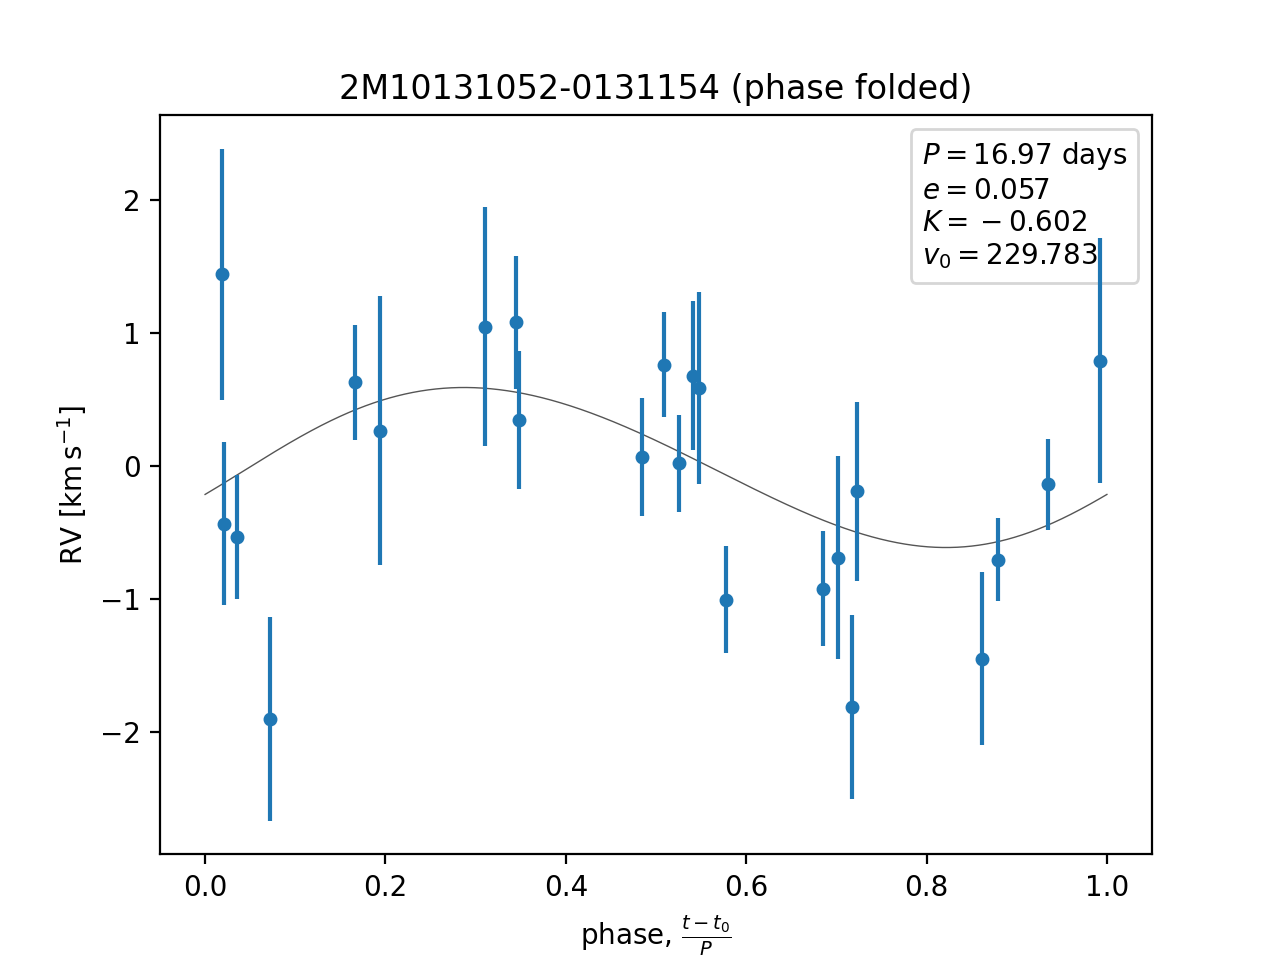 2M10131052-0131154 (phase folded)
P = 16.97 days
e = 0.057
K = − 0.602
v₀ = 229.783
RV [km s⁻¹]
2
1
0
−1
−2
0.0 0.2 0.4 0.6 0.8 1.0
phase, (t − t₀)/P